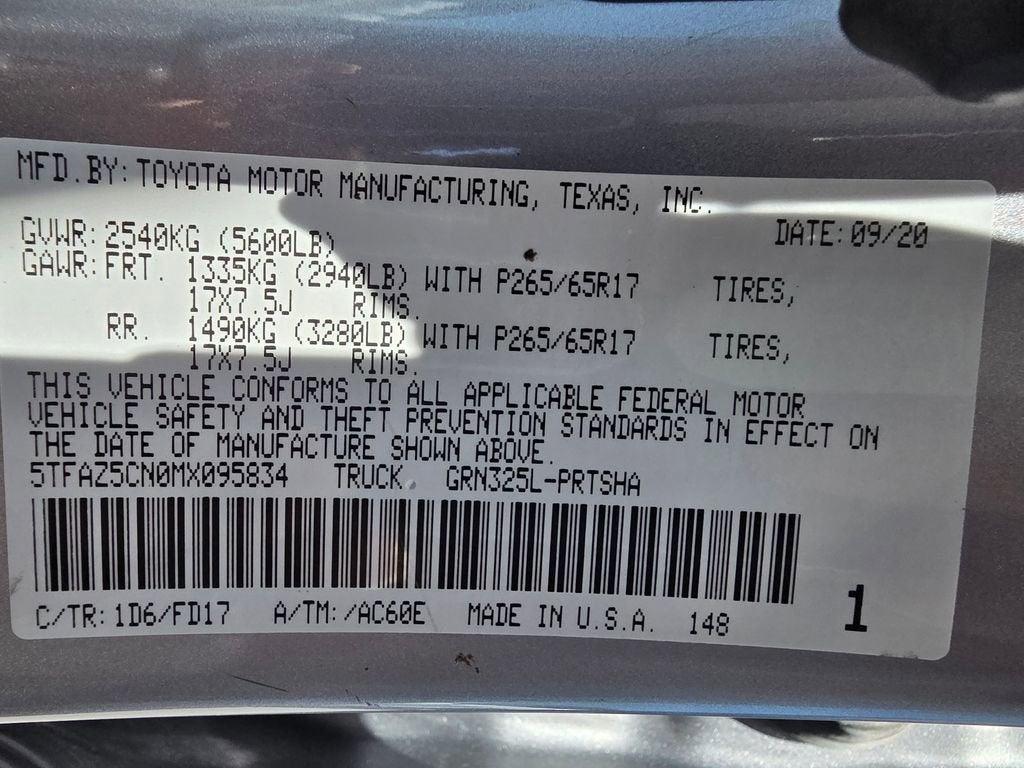 MFD.BY: TOYOTA MOTOR MANUFACTURING, TEXAS, INC.
DATE: 09/20
GVWR: 2540KG (5600LB)
GAWR: FRT. 1335KG (2940LB) WITH P265/65R17 TIRES,
17X7.5J RIMS.
RR. 1490KG (3280LB) WITH P265/65R17 TIRES,
17X7.5J RIMS.
THIS VEHICLE CONFORMS TO ALL APPLICABLE FEDERAL MOTOR
VEHICLE SAFETY AND THEFT PREVENTION STANDARDS IN EFFECT ON
THE DATE OF MANUFACTURE SHOWN ABOVE.
5TFAZ5CN0MX095834 TRUCK. GRN325L-PRTSHA
C/TR: 1D6/FD17 A/TM: /AC60E MADE IN U.S.A. 148
1